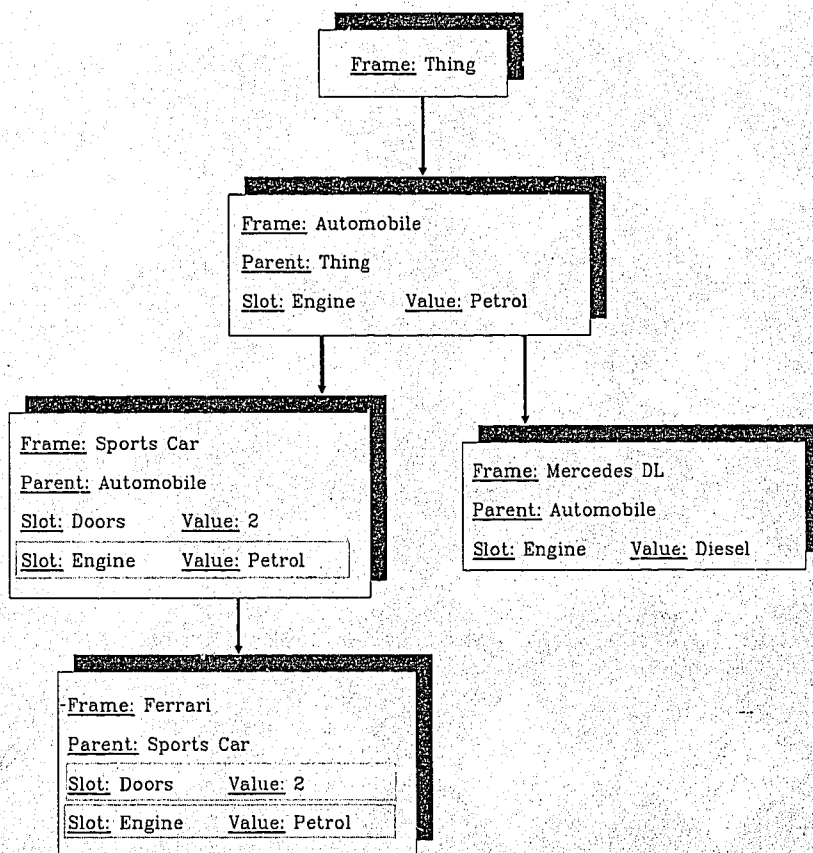 Frame: Thing
Frame: Automobile
Parent: Thing
Slot: Engine Value: Petrol
Frame: Sports Car
Parent: Automobile
Slot: Doors Value: 2
Slot: Engine Value: Petrol
Frame: Mercedes DL
Parent: Automobile
Slot: Engine Value: Diesel
Frame: Ferrari
Parent: Sports Car
Slot: Doors Value: 2
Slot: Engine Value: Petrol